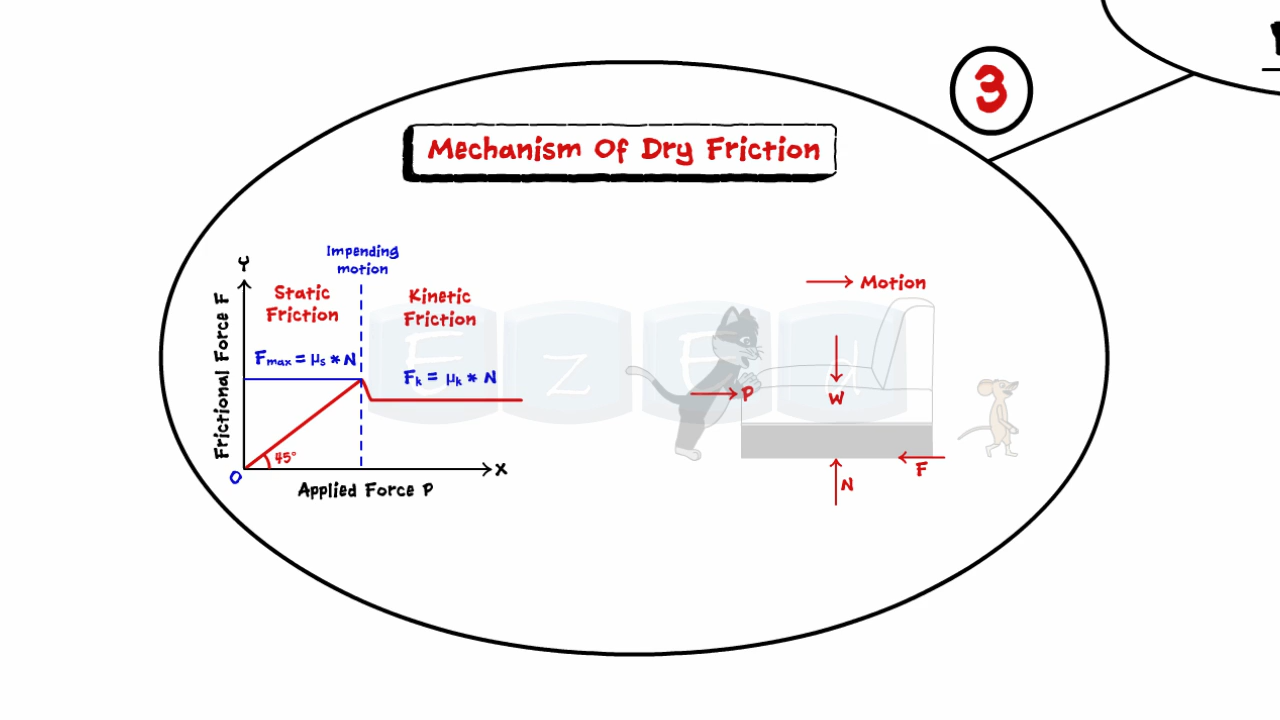 3
Mechanism Of Dry Friction
Y
Impending
motion
Static
Friction
Kinetic
Friction
Fmax = μs * N
Fk = μk * N
Frictional Force F
45°
O
X
Applied Force P
Motion
P
W
F
N
E Z E d